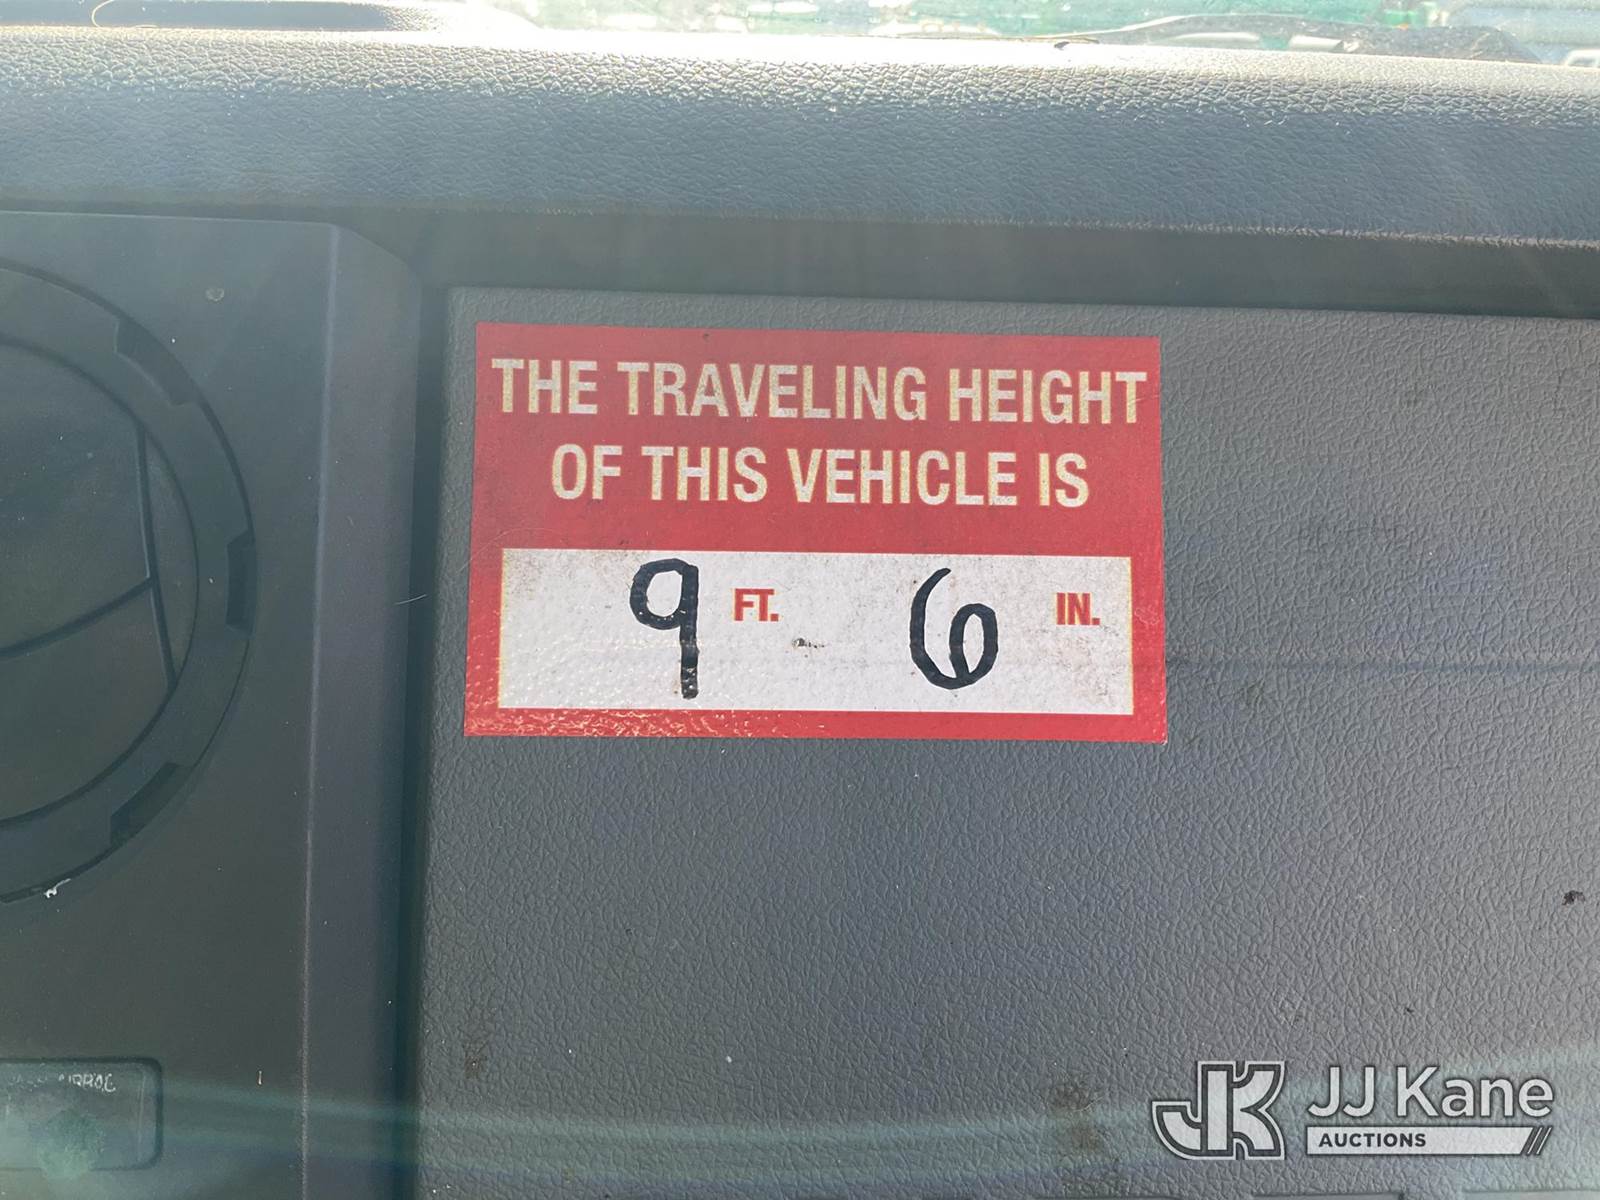 THE TRAVELING HEIGHT
OF THIS VEHICLE IS
9 FT. 6 IN.
JJ Kane
AUCTIONS